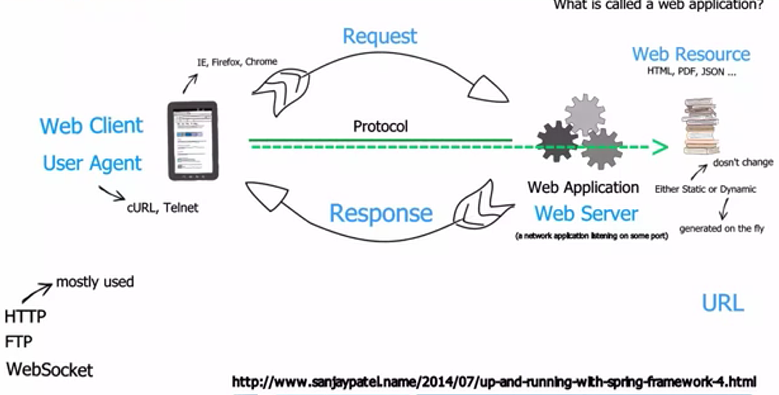 What is called a web application?
Request
IE, Firefox, Chrome
Web Resource
HTML, PDF, JSON ...
Web Client
User Agent
Protocol
cURL, Telnet
Response
Web Application
Web Server
(a network application listening on some port)
dosn't change
Either Static or Dynamic
generated on the fly
mostly used
HTTP
FTP
WebSocket
URL
http://www.sanjaypatel.name/2014/07/up-and-running-with-spring-framework-4.html